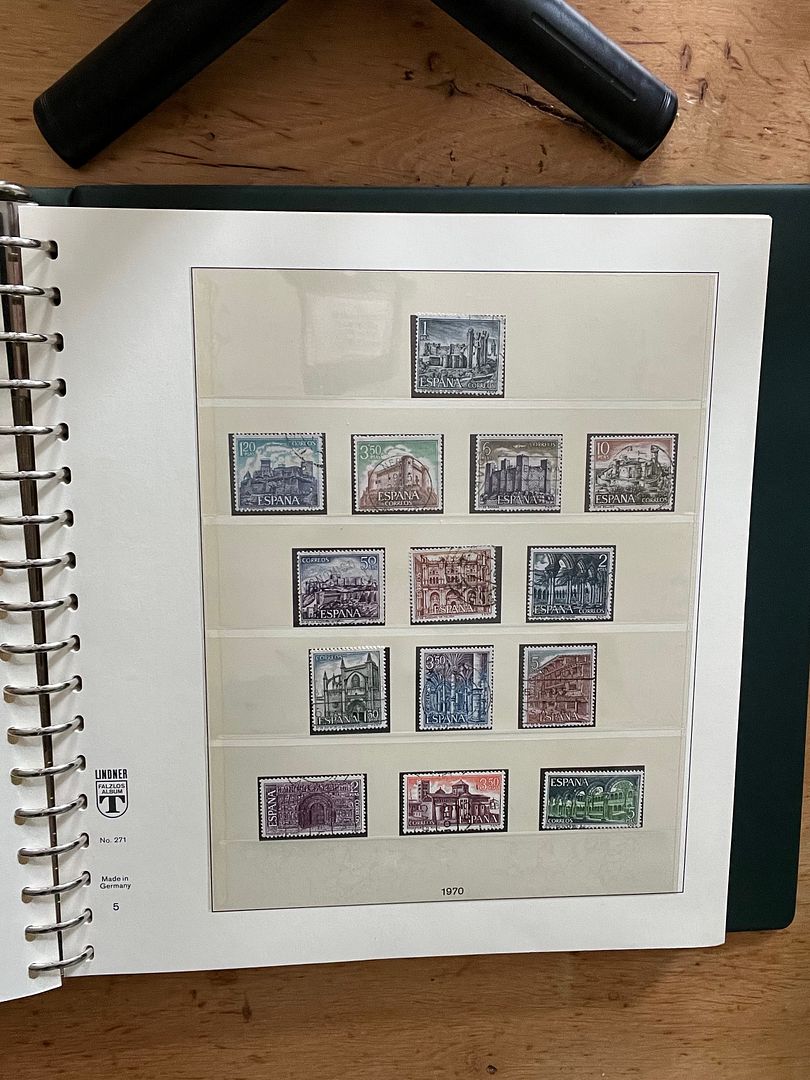 1
ESPAÑA CORREOS
1,20
CORREOS
ESPAÑA
3,50
ESPAÑA
CORREOS
6
CORREOS
ESPAÑA
10
CORREOS
ESPAÑA
CORREOS 50
ESPAÑA
ESPAÑA
2
ESPAÑA
CORREOS
ESPAÑA 1,50
3,50
ESPAÑA
5
ESPAÑA
ESPAÑA
2
CORREOS
3,50
CORREOS
ESPAÑA
ESPAÑA
CORREOS
5
LINDNER
FALZLOS
ALBUM
T
No. 271
Made in
Germany
5
1970